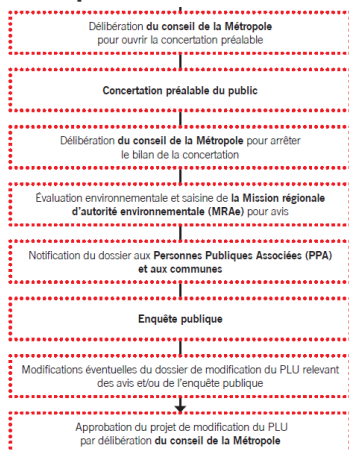 Délibération du conseil de la Métropole
pour ouvrir la concertation préalable
Concertation préalable du public
Délibération du conseil de la Métropole pour arrêter
le bilan de la concertation
Évaluation environnementale et saisine de la Mission régionale
d'autorité environnementale (MRAe) pour avis
Notification du dossier aux Personnes Publiques Associées (PPA)
et aux communes
Enquête publique
Modifications éventuelles du dossier de modification du PLU relevant
des avis et/ou de l'enquête publique
Approbation du projet de modification du PLU
par délibération du conseil de la Métropole